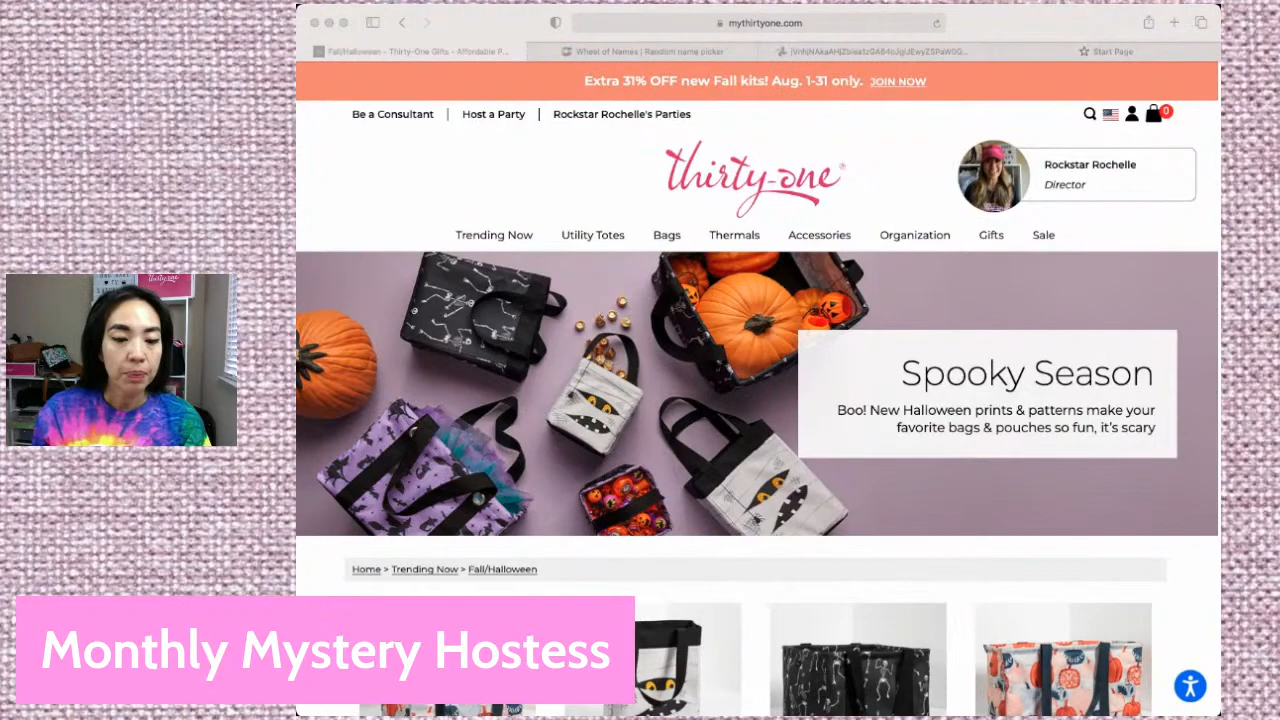 mythirtyone.com
Fall/Halloween - Thirty-One Gifts - Affordable P...
Wheel of Names | Random name picker
Start Page
Extra 31% OFF new Fall kits! Aug. 1-31 only. JOIN NOW
Be a Consultant | Host a Party | Rockstar Rochelle's Parties
0
thirty-one®
Rockstar Rochelle
Director
Trending Now Utility Totes Bags Thermals Accessories Organization Gifts Sale
thirty-one
Spooky Season
Boo! New Halloween prints & patterns make your
favorite bags & pouches so fun, it's scary
Home > Trending Now > Fall/Halloween
Monthly Mystery Hostess